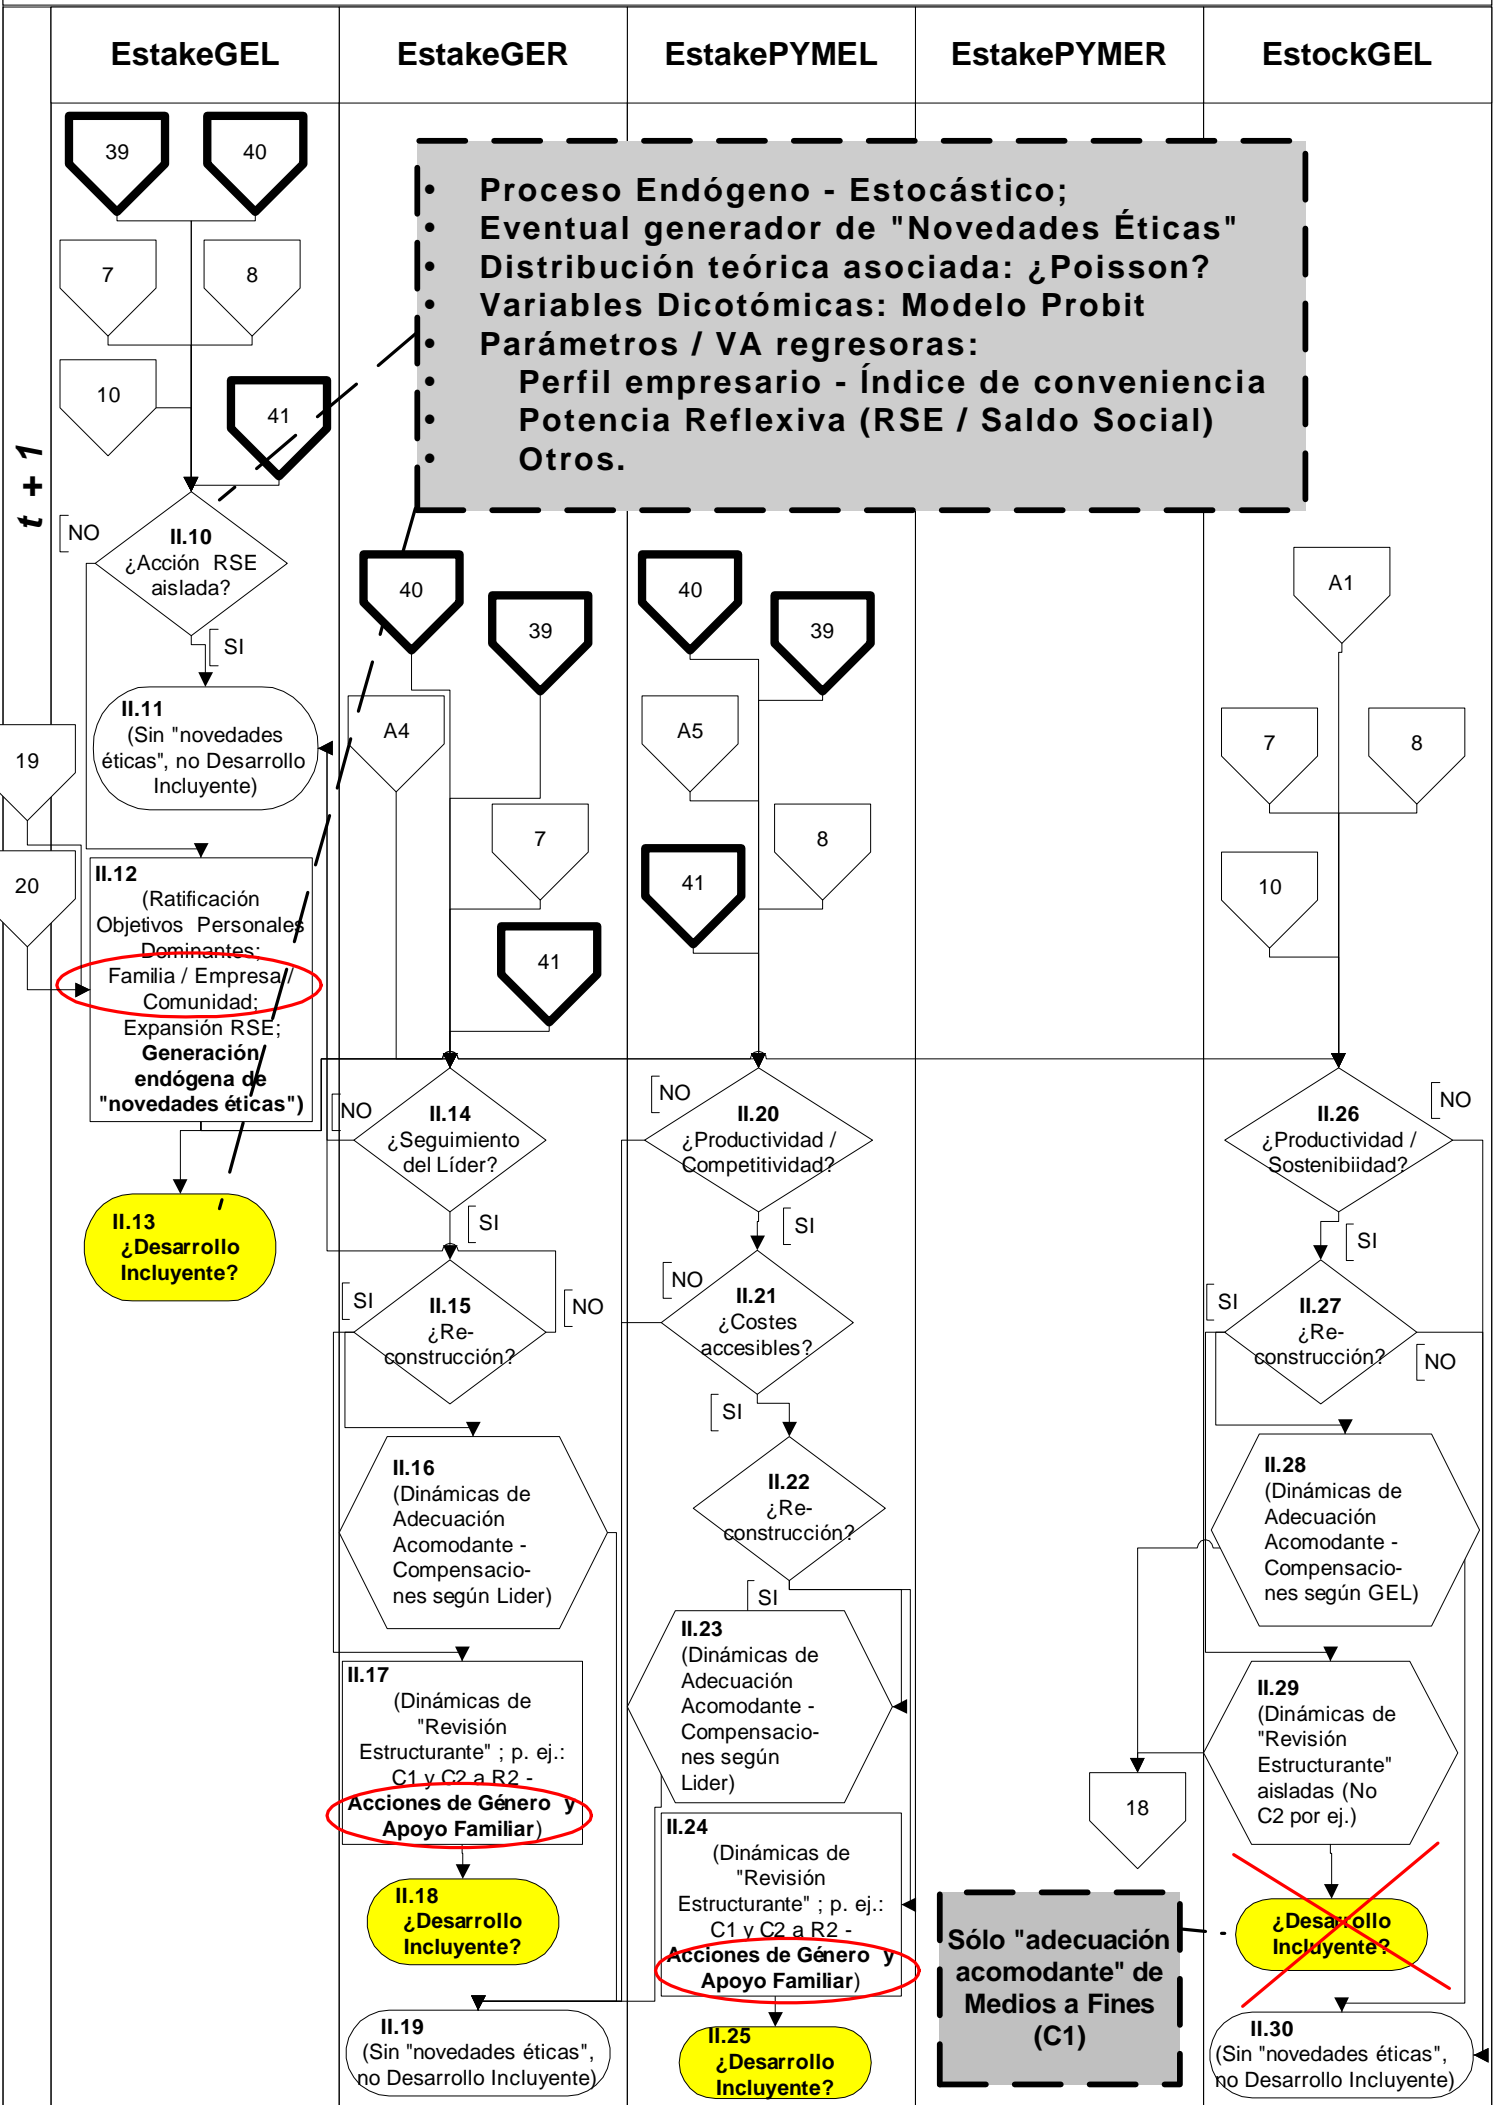 EstakeGEL
EstakeGER
EstakePYMEL
EstakePYMER
EstockGEL
t + 1
39
40
7
8
10
41
• Proceso Endógeno - Estocástico;
• Eventual generador de "Novedades Éticas"
• Distribución teórica asociada: ¿Poisson?
• Variables Dicotómicas: Modelo Probit
• Parámetros / VA regresoras:
• Perfil empresario - Índice de conveniencia
• Potencia Reflexiva (RSE / Saldo Social)
• Otros.
NO
II.10
¿Acción RSE
aislada?
SI
II.11
(Sin "novedades
éticas", no Desarrollo
Incluyente)
19
20
II.12
(Ratificación
Objetivos Personales
Dominantes;
Familia / Empresa /
Comunidad;
Expansión RSE;
Generación
endógena de
"novedades éticas")
II.13
¿Desarrollo
Incluyente?
40
39
A4
7
41
NO
II.14
¿Seguimiento
del Líder?
SI
SI
II.15
¿Re-
construcción?
NO
II.16
(Dinámicas de
Adecuación
Acomodante -
Compensacio-
nes según Lider)
II.17
(Dinámicas de
"Revisión
Estructurante" ; p. ej.:
C1 y C2 a R2 -
Acciones de Género y
Apoyo Familiar)
II.18
¿Desarrollo
Incluyente?
II.19
(Sin "novedades éticas",
no Desarrollo Incluyente)
40
39
A5
8
41
NO
II.20
¿Productividad /
Competitividad?
SI
NO
II.21
¿Costes
accesibles?
SI
II.22
¿Re-
construcción?
SI
II.23
(Dinámicas de
Adecuación
Acomodante -
Compensacio-
nes según
Lider)
II.24
(Dinámicas de
"Revisión
Estructurante" ; p. ej.:
C1 y C2 a R2 -
Acciones de Género y
Apoyo Familiar)
II.25
¿Desarrollo
Incluyente?
18
Sólo "adecuación
acomodante" de
Medios a Fines
(C1)
A1
7
8
10
II.26
¿Productividad /
Sostenibiidad?
NO
SI
SI
II.27
¿Re-
construcción?
NO
II.28
(Dinámicas de
Adecuación
Acomodante -
Compensacio-
nes según GEL)
II.29
(Dinámicas de
"Revisión
Estructurante"
aisladas (No
C2 por ej.)
¿Desarrollo
Incluyente?
II.30
(Sin "novedades éticas",
no Desarrollo Incluyente)